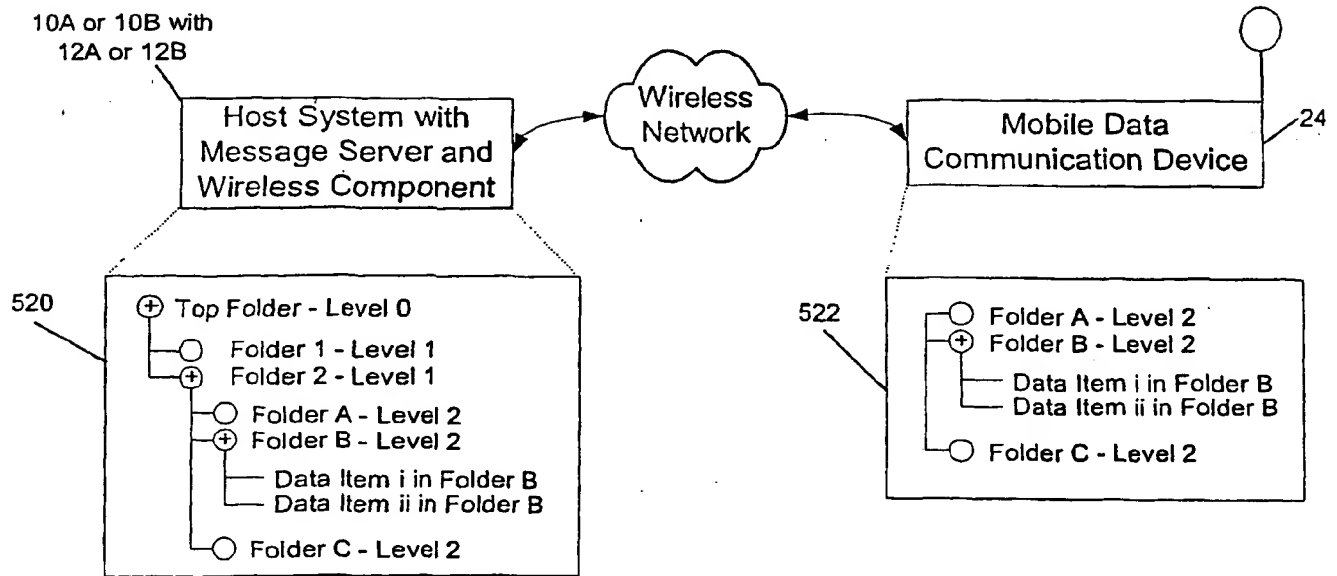 10A or 10B with
12A or 12B
Host System with
Message Server and
Wireless Component
Wireless
Network
Mobile Data
Communication Device
24
520
Top Folder - Level 0
Folder 1 - Level 1
Folder 2 - Level 1
Folder A - Level 2
Folder B - Level 2
Data Item i in Folder B
Data Item ii in Folder B
Folder C - Level 2
522
Folder A - Level 2
Folder B - Level 2
Data Item i in Folder B
Data Item ii in Folder B
Folder C - Level 2